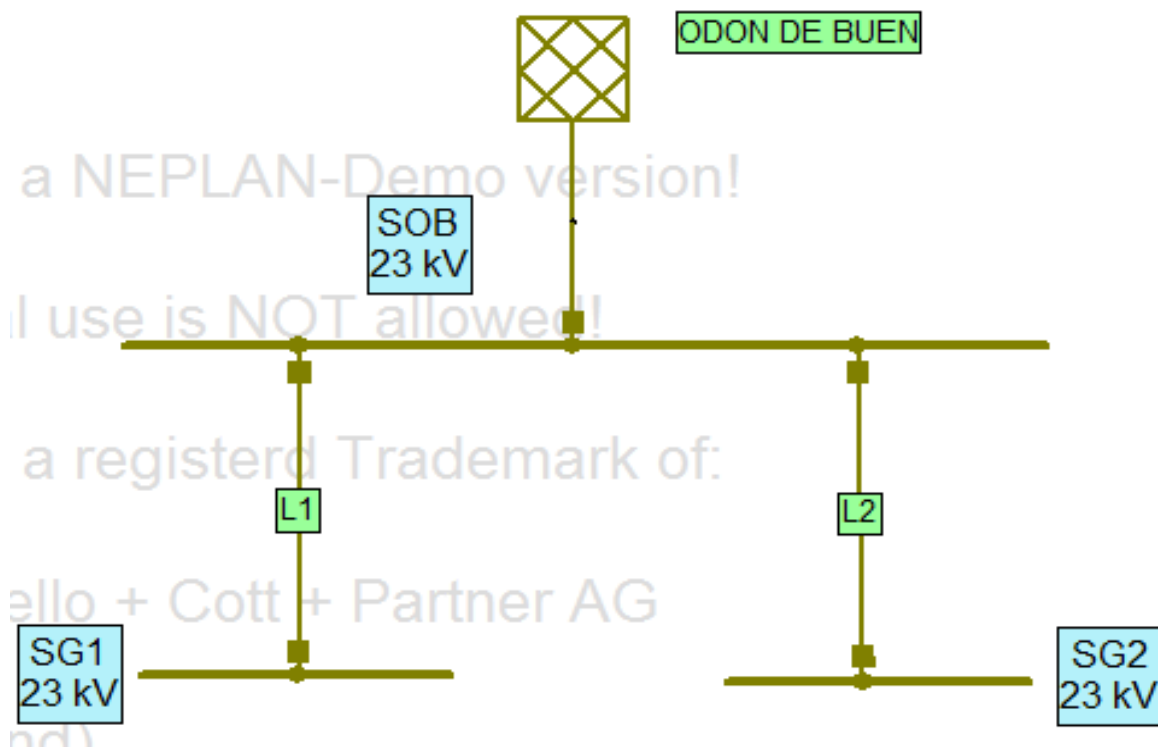 ODON DE BUEN
a NEPLAN-Demo version!
SOB
23 kV
l use is NOT allowed!
a registerd Trademark of:
L1
L2
ello + Cott + Partner AG
SG1
23 kV
SG2
23 kV
nd)